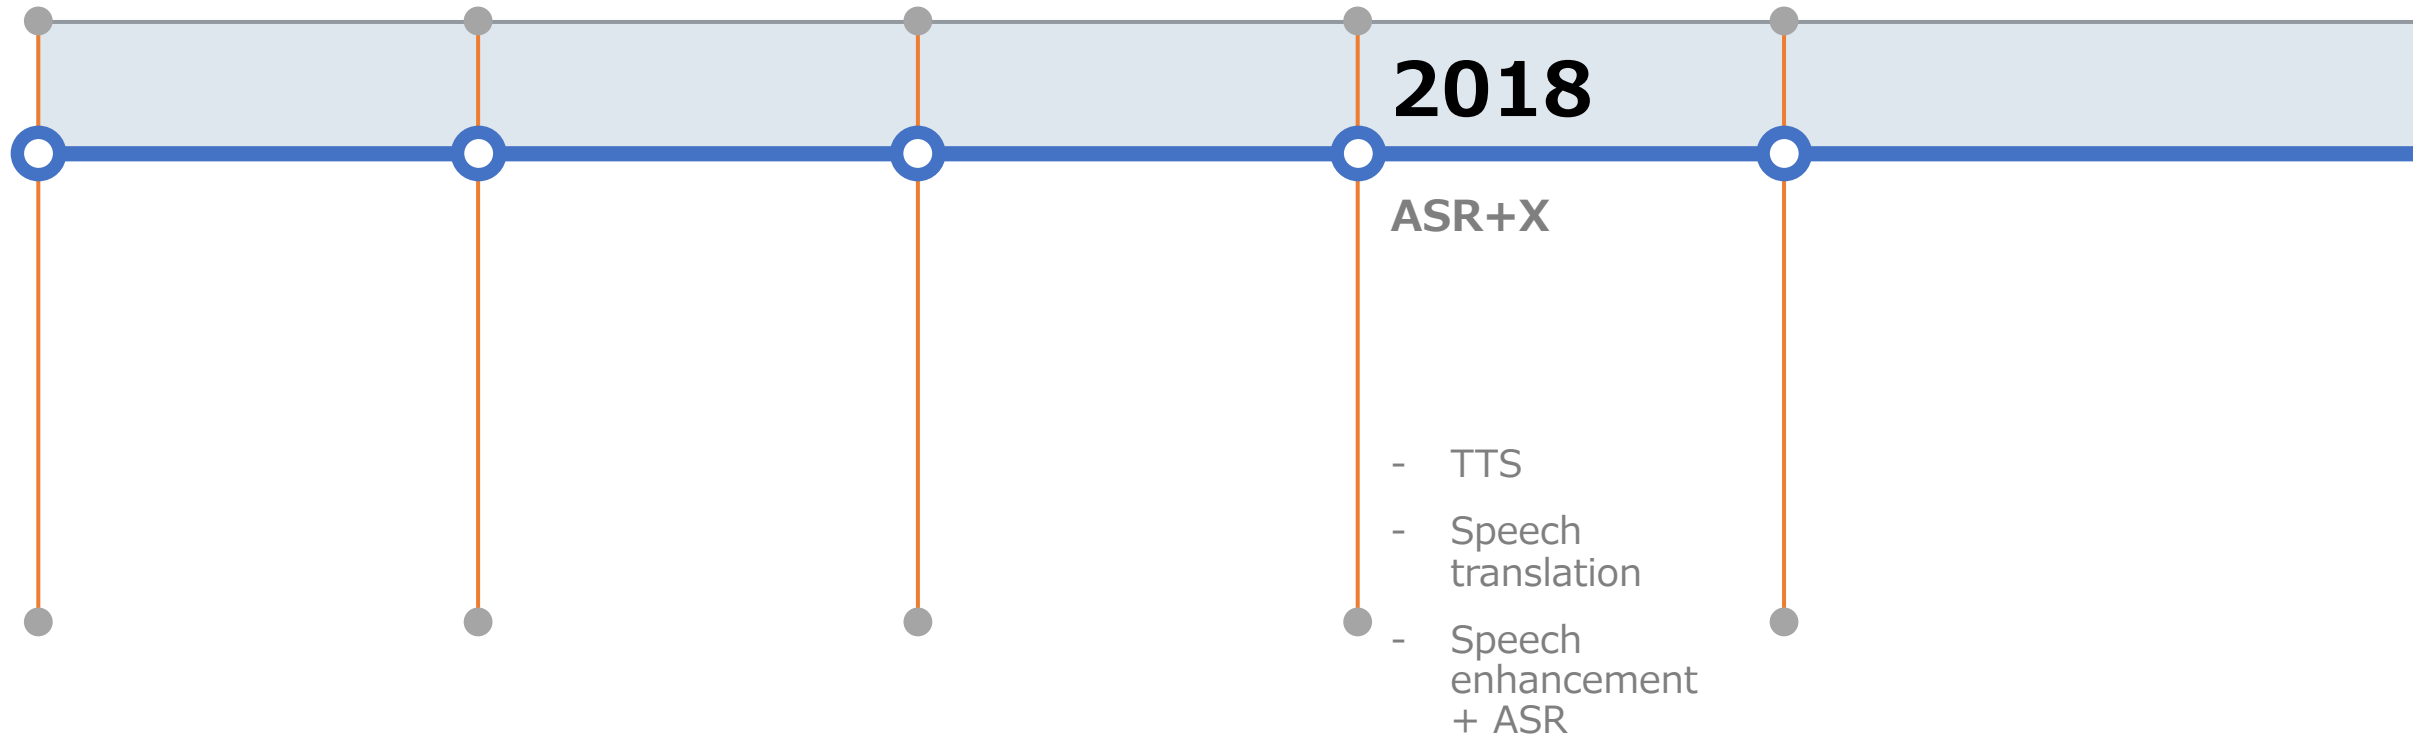 2018
ASR+X
- TTS
- Speech
translation
- Speech
enhancement
+ ASR